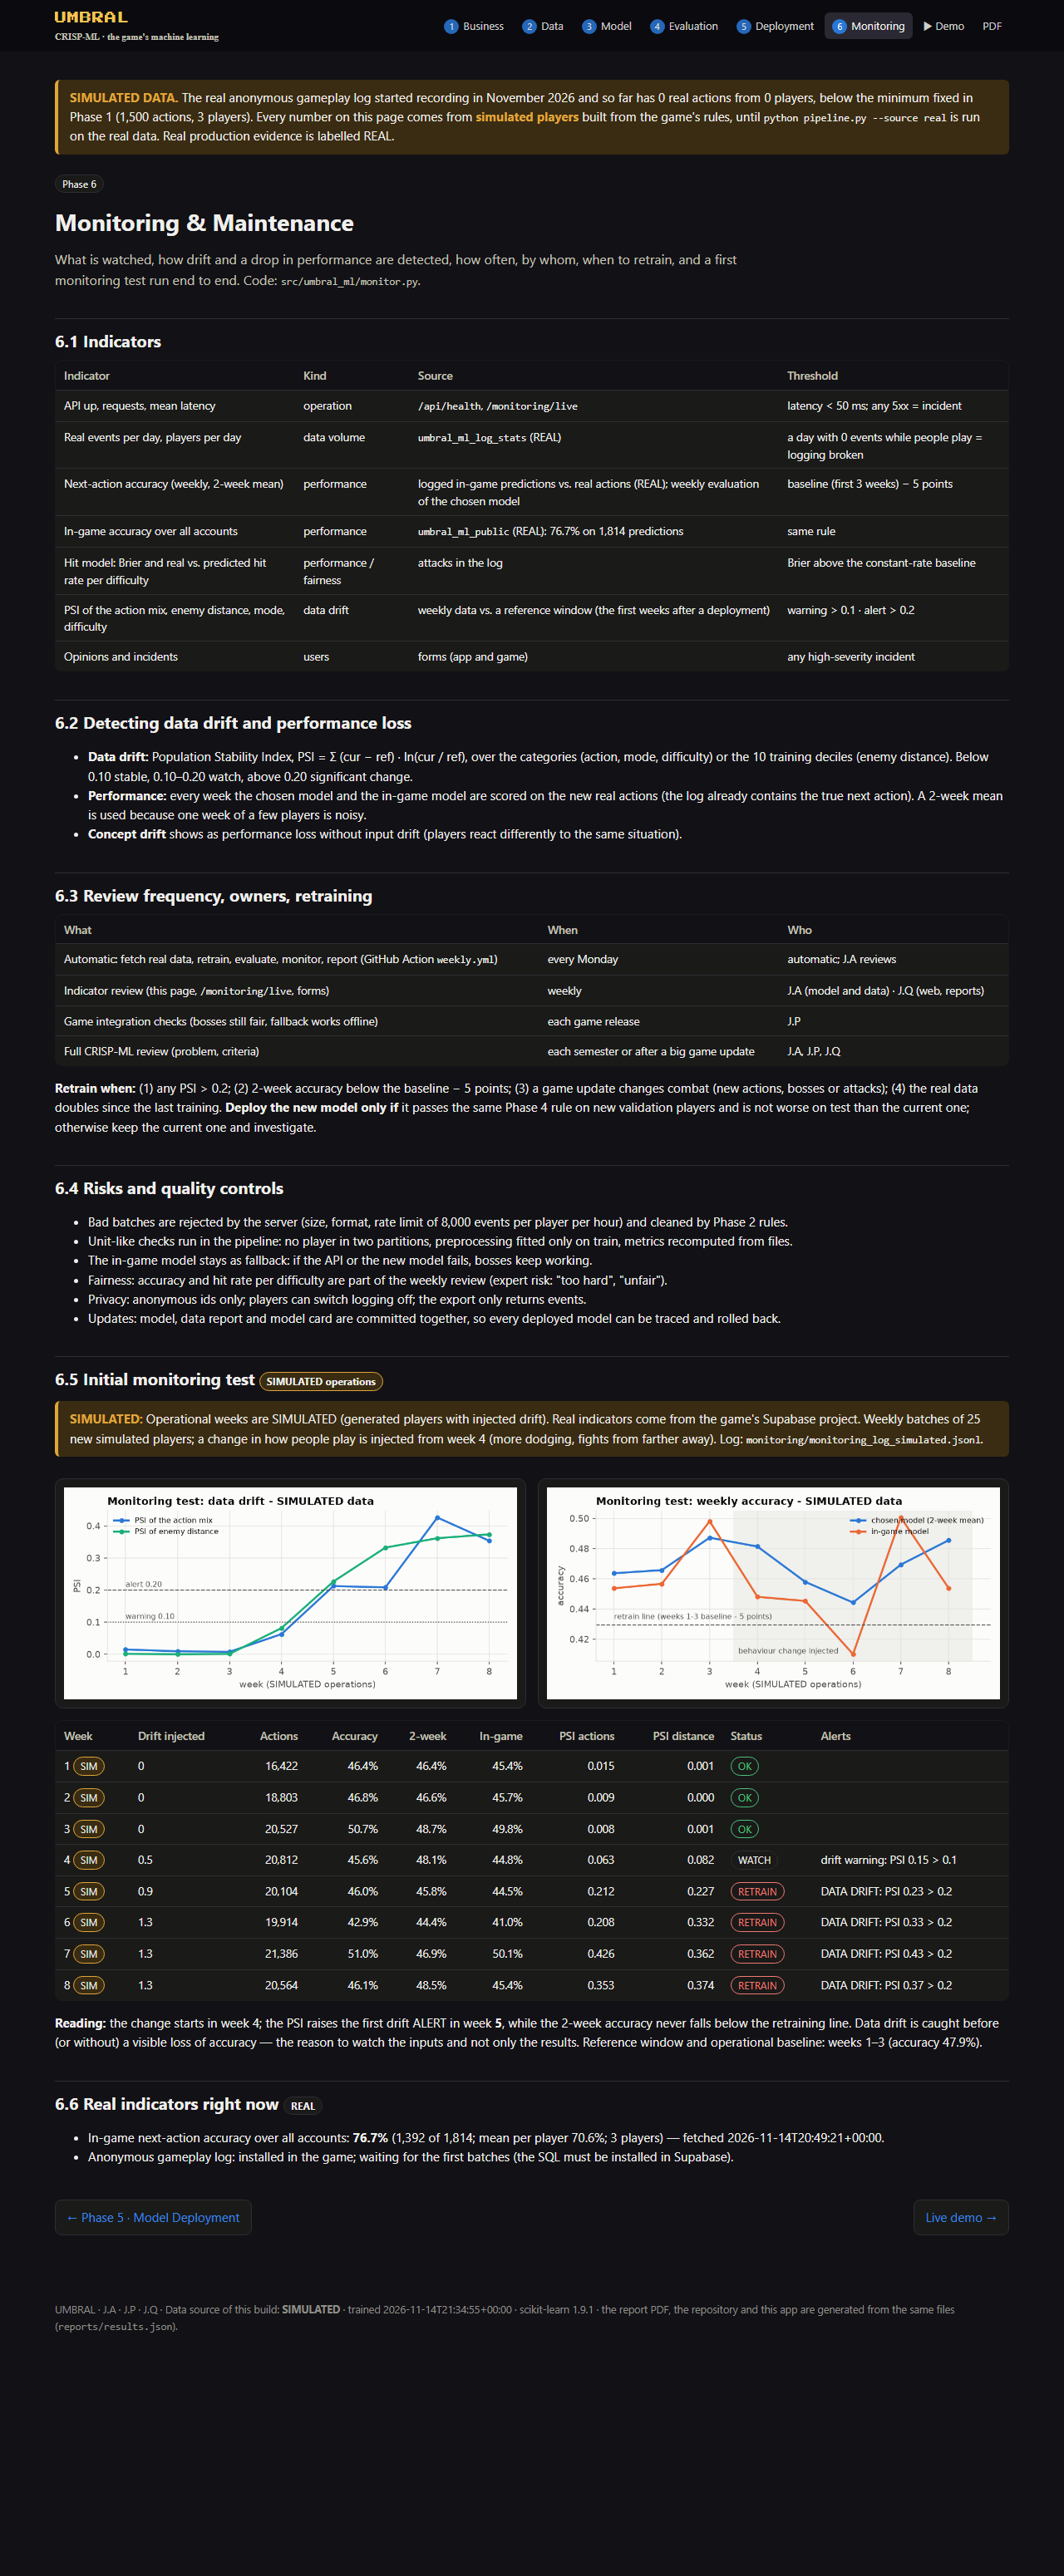 UMBRAL
CRISP-ML · the game's machine learning
1 Business
2 Data
3 Model
4 Evaluation
5 Deployment
6 Monitoring
▶ Demo
PDF
SIMULATED DATA. The real anonymous gameplay log started recording in November 2026 and so far has 0 real actions from 0 players, below the minimum fixed in
Phase 1 (1,500 actions, 3 players). Every number on this page comes from simulated players built from the game's rules, until python pipeline.py --source real is run
on the real data. Real production evidence is labelled REAL.
Phase 6
Monitoring & Maintenance
What is watched, how drift and a drop in performance are detected, how often, by whom, when to retrain, and a first
monitoring test run end to end. Code: src/umbral_ml/monitor.py.
6.1 Indicators
Indicator Kind Source Threshold
API up, requests, mean latency operation /api/health, /monitoring/live latency < 50 ms; any 5xx = incident
Real events per day, players per day data volume umbral_ml_log_stats (REAL) a day with 0 events while people play =
logging broken
Next-action accuracy (weekly, 2-week mean) performance logged in-game predictions vs. real actions (REAL); weekly evaluation baseline (first 3 weeks) − 5 points
of the chosen model
In-game accuracy over all accounts performance umbral_ml_public (REAL): 76.7% on 1,814 predictions same rule
Hit model: Brier and real vs. predicted hit performance / attacks in the log Brier above the constant-rate baseline
rate per difficulty fairness
PSI of the action mix, enemy distance, mode, data drift weekly data vs. a reference window (the first weeks after a deployment) warning > 0.1 · alert > 0.2
difficulty
Opinions and incidents users forms (app and game) any high-severity incident
6.2 Detecting data drift and performance loss
• Data drift: Population Stability Index, PSI = Σ (cur − ref) · ln(cur / ref), over the categories (action, mode, difficulty) or the 10 training deciles (enemy distance). Below
0.10 stable, 0.10–0.20 watch, above 0.20 significant change.
• Performance: every week the chosen model and the in-game model are scored on the new real actions (the log already contains the true next action). A 2-week mean
is used because one week of a few players is noisy.
• Concept drift shows as performance loss without input drift (players react differently to the same situation).
6.3 Review frequency, owners, retraining
What When Who
Automatic: fetch real data, retrain, evaluate, monitor, report (GitHub Action weekly.yml) every Monday automatic; J.A reviews
Indicator review (this page, /monitoring/live, forms) weekly J.A (model and data) · J.Q (web, reports)
Game integration checks (bosses still fair, fallback works offline) each game release J.P
Full CRISP-ML review (problem, criteria) each semester or after a big game update J.A, J.P, J.Q
Retrain when: (1) any PSI > 0.2; (2) 2-week accuracy below the baseline − 5 points; (3) a game update changes combat (new actions, bosses or attacks); (4) the real data
doubles since the last training. Deploy the new model only if it passes the same Phase 4 rule on new validation players and is not worse on test than the current one;
otherwise keep the current one and investigate.
6.4 Risks and quality controls
• Bad batches are rejected by the server (size, format, rate limit of 8,000 events per player per hour) and cleaned by Phase 2 rules.
• Unit-like checks run in the pipeline: no player in two partitions, preprocessing fitted only on train, metrics recomputed from files.
• The in-game model stays as fallback: if the API or the new model fails, bosses keep working.
• Fairness: accuracy and hit rate per difficulty are part of the weekly review (expert risk: "too hard", "unfair").
• Privacy: anonymous ids only; players can switch logging off; the export only returns events.
• Updates: model, data report and model card are committed together, so every deployed model can be traced and rolled back.
6.5 Initial monitoring test SIMULATED operations
SIMULATED: Operational weeks are SIMULATED (generated players with injected drift). Real indicators come from the game's Supabase project. Weekly batches of 25
new simulated players; a change in how people play is injected from week 4 (more dodging, fights from farther away). Log: monitoring/monitoring_log_simulated.jsonl.
Monitoring test: data drift - SIMULATED data
PSI of the action mix
PSI of enemy distance
0.4
0.3
0.2
0.1
0.0
PSI
alert 0.20
warning 0.10
1 2 3 4 5 6 7 8
week (SIMULATED operations)
Monitoring test: weekly accuracy - SIMULATED data
chosen model (2-week mean)
in-game model
0.50
0.48
0.46
0.44
0.42
accuracy
retrain line (weeks 1-3 baseline - 5 points)
behaviour change injected
1 2 3 4 5 6 7 8
week (SIMULATED operations)
Week Drift injected Actions Accuracy 2-week In-game PSI actions PSI distance Status Alerts
1 SIM 0 16,422 46.4% 46.4% 45.4% 0.015 0.001 OK
2 SIM 0 18,803 46.8% 46.6% 45.7% 0.009 0.000 OK
3 SIM 0 20,527 50.7% 48.7% 49.8% 0.008 0.001 OK
4 SIM 0.5 20,812 45.6% 48.1% 44.8% 0.063 0.082 WATCH drift warning: PSI 0.15 > 0.1
5 SIM 0.9 20,104 46.0% 45.8% 44.5% 0.212 0.227 RETRAIN DATA DRIFT: PSI 0.23 > 0.2
6 SIM 1.3 19,914 42.9% 44.4% 41.0% 0.208 0.332 RETRAIN DATA DRIFT: PSI 0.33 > 0.2
7 SIM 1.3 21,386 51.0% 46.9% 50.1% 0.426 0.362 RETRAIN DATA DRIFT: PSI 0.43 > 0.2
8 SIM 1.3 20,564 46.1% 48.5% 45.4% 0.353 0.374 RETRAIN DATA DRIFT: PSI 0.37 > 0.2
Reading: the change starts in week 4; the PSI raises the first drift ALERT in week 5, while the 2-week accuracy never falls below the retraining line. Data drift is caught before
(or without) a visible loss of accuracy — the reason to watch the inputs and not only the results. Reference window and operational baseline: weeks 1–3 (accuracy 47.9%).
6.6 Real indicators right now REAL
• In-game next-action accuracy over all accounts: 76.7% (1,392 of 1,814; mean per player 70.6%; 3 players) — fetched 2026-11-14T20:49:21+00:00.
• Anonymous gameplay log: installed in the game; waiting for the first batches (the SQL must be installed in Supabase).
← Phase 5 · Model Deployment
Live demo →
UMBRAL · J.A · J.P · J.Q · Data source of this build: SIMULATED · trained 2026-11-14T21:34:55+00:00 · scikit-learn 1.9.1 · the report PDF, the repository and this app are generated from the same files
(reports/results.json).